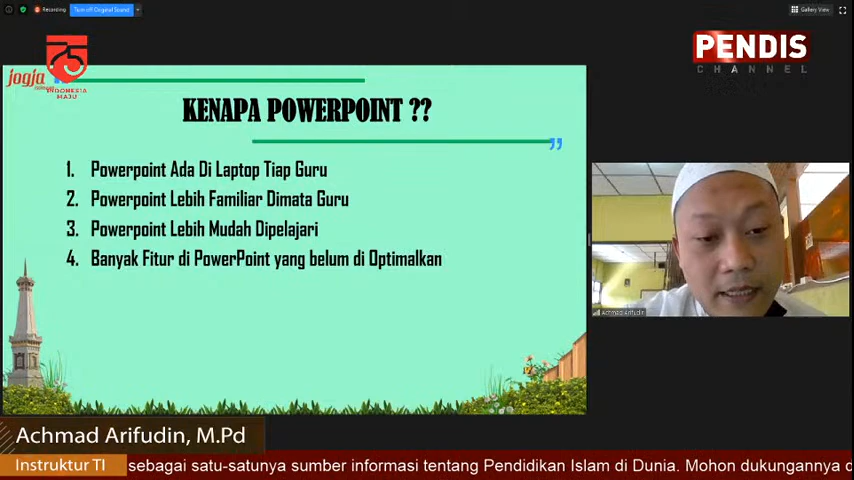 Recording
Turn off Original Sound
Gallery View
75
INDONESIA
MAJU
jogja
PENDIS
CHANNEL
KENAPA POWERPOINT ??
1. Powerpoint Ada Di Laptop Tiap Guru
2. Powerpoint Lebih Familiar Dimata Guru
3. Powerpoint Lebih Mudah Dipelajari
4. Banyak Fitur di PowerPoint yang belum di Optimalkan
Achmad Arifudin
Achmad Arifudin, M.Pd
Instruktur TI
sebagai satu-satunya sumber informasi tentang Pendidikan Islam di Dunia. Mohon dukungannya d